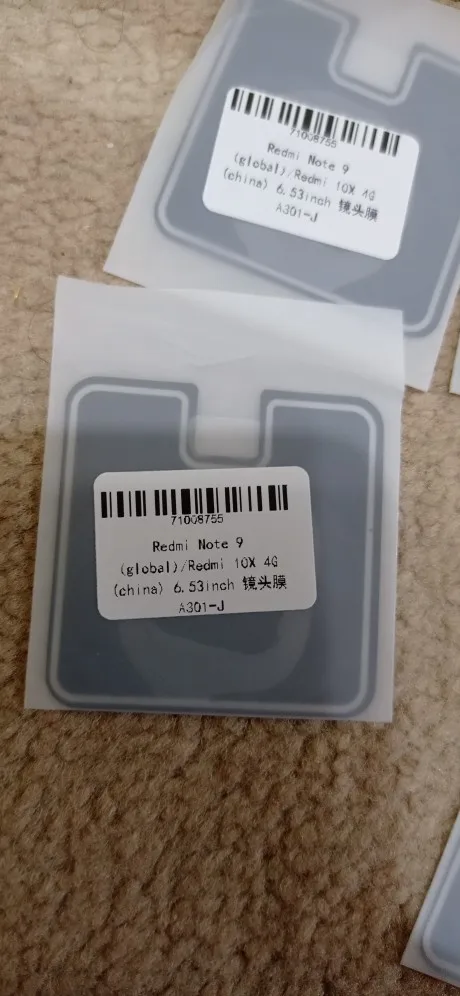 71008755
Redmi Note 9
(global)/Redmi 10X 4G
(china) 6.53inch 镜头膜
A301-J
71008755
Redmi Note 9
(global)/Redmi 10X 4G
(china) 6.53inch 镜头膜
A301-J